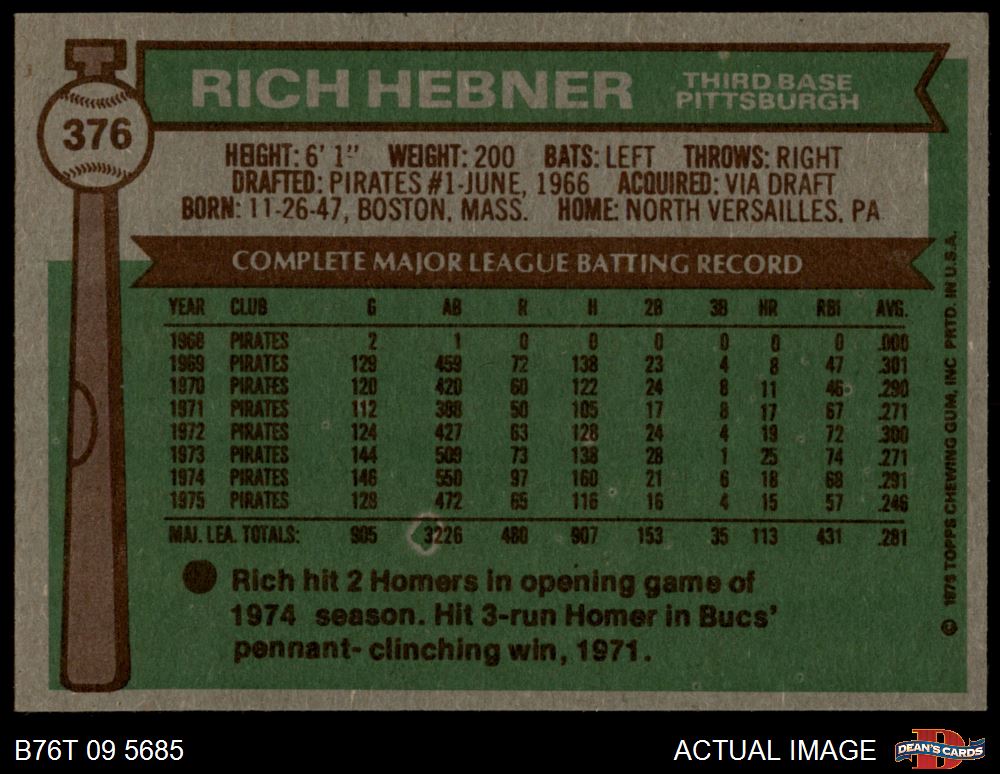 376
RICH HEBNER
THIRD BASE
PITTSBURGH
HEIGHT: 6' 1" WEIGHT: 200 BATS: LEFT THROWS: RIGHT
DRAFTED: PIRATES #1-JUNE, 1966 ACQUIRED: VIA DRAFT
BORN: 11-26-47, BOSTON, MASS. HOME: NORTH VERSAILLES, PA
COMPLETE MAJOR LEAGUE BATTING RECORD
YEAR CLUB G AB R H 2B 3B HR RBI AVG.
1968 PIRATES 2 1 0 0 0 0 0 0 .000
1969 PIRATES 129 459 72 138 23 4 8 47 .301
1970 PIRATES 120 420 60 122 24 8 11 46 .290
1971 PIRATES 112 388 50 105 17 8 17 67 .271
1972 PIRATES 124 427 63 128 24 4 19 72 .300
1973 PIRATES 144 509 73 138 28 1 25 74 .271
1974 PIRATES 146 550 97 160 21 6 18 68 .291
1975 PIRATES 128 472 65 116 16 4 15 57 .246
MAJ. LEA. TOTALS: 905 3226 480 907 153 35 113 431 .281
Rich hit 2 Homers in opening game of
1974 season. Hit 3-run Homer in Bucs'
pennant- clinching win, 1971.
© 1976 TOPPS CHEWING GUM, INC PRTD. IN U.S.A.
B76T 09 5685
ACTUAL IMAGE
DEAN'S CARDS